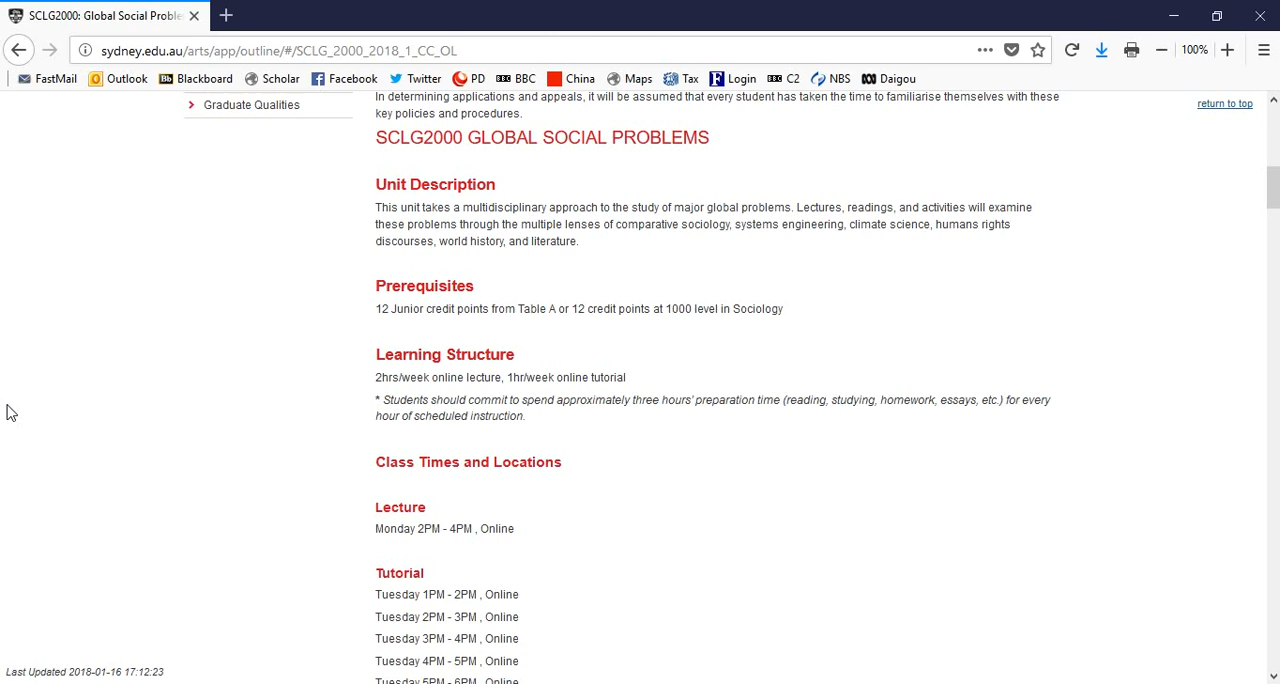 SCLG2000: Global Social Proble
sydney.edu.au/arts/app/outline/#/SCLG_2000_2018_1_CC_OL
100%
FastMail Outlook Bb Blackboard Scholar Facebook Twitter PD BBC BBC China Maps Tax F Login BBC C2 NBS Daigou
Graduate Qualities
In determining applications and appeals, it will be assumed that every student has taken the time to familiarise themselves with these
key policies and procedures.
return to top
SCLG2000 GLOBAL SOCIAL PROBLEMS
Unit Description
This unit takes a multidisciplinary approach to the study of major global problems. Lectures, readings, and activities will examine
these problems through the multiple lenses of comparative sociology, systems engineering, climate science, humans rights
discourses, world history, and literature.
Prerequisites
12 Junior credit points from Table A or 12 credit points at 1000 level in Sociology
Learning Structure
2hrs/week online lecture, 1hr/week online tutorial
* Students should commit to spend approximately three hours' preparation time (reading, studying, homework, essays, etc.) for every
hour of scheduled instruction.
Class Times and Locations
Lecture
Monday 2PM - 4PM , Online
Tutorial
Tuesday 1PM - 2PM , Online
Tuesday 2PM - 3PM , Online
Tuesday 3PM - 4PM , Online
Tuesday 4PM - 5PM , Online
Tuesday 5PM - 6PM , Online
Last Updated 2018-01-16 17:12:23